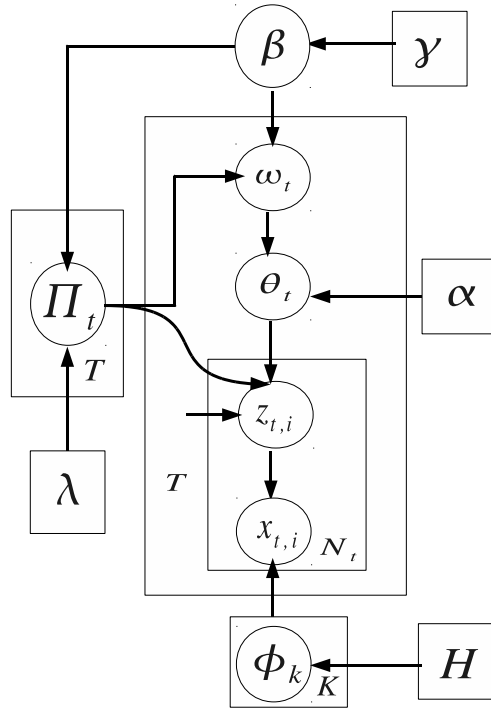 β
γ
ω_t
Π_t
T
θ_t
α
z_{t,i}
T
λ
x_{t,i}
N_t
ϕ_k
K
H